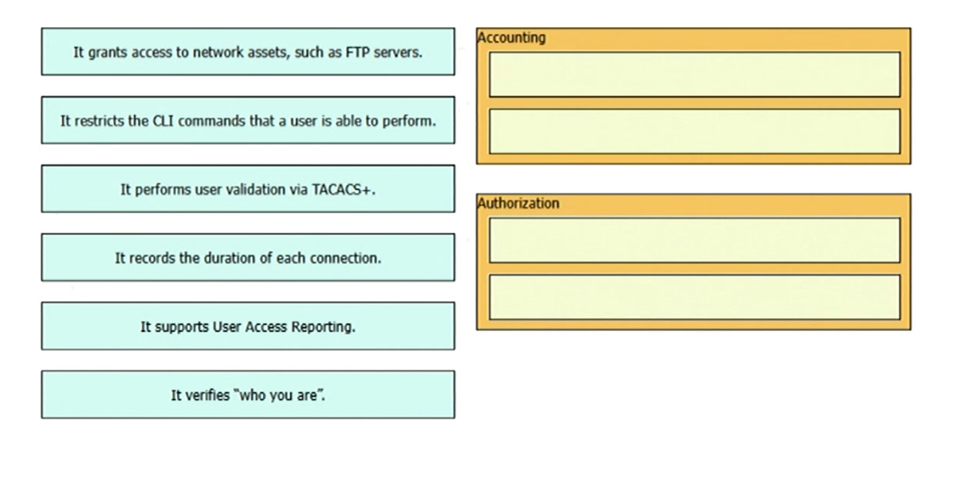 It grants access to network assets, such as FTP servers.
It restricts the CLI commands that a user is able to perform.
It performs user validation via TACACS+.
It records the duration of each connection.
It supports User Access Reporting.
It verifies “who you are”.
Accounting
Authorization